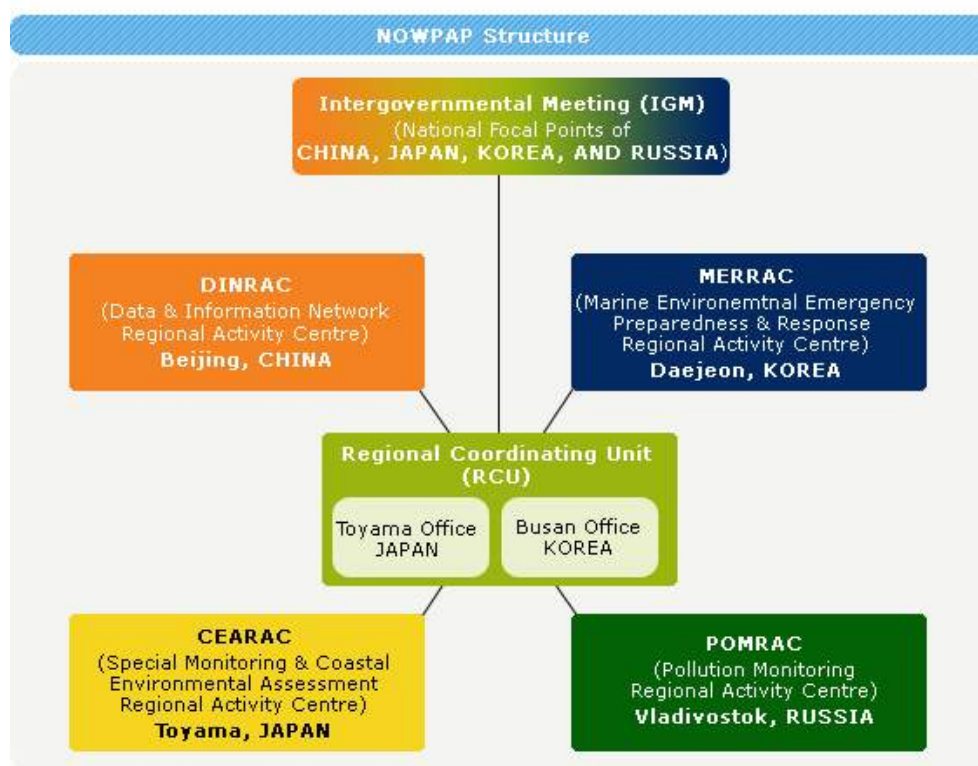 NOWPAP Structure
Intergovernmental Meeting (IGM)
(National Focal Points of
CHINA, JAPAN, KOREA, AND RUSSIA)
DINRAC
(Data & Information Network
Regional Activity Centre)
Beijing, CHINA
MERRAC
(Marine Environemtnal Emergency
Preparedness & Response
Regional Activity Centre)
Daejeon, KOREA
Regional Coordinating Unit
(RCU)
Toyama Office
JAPAN
Busan Office
KOREA
CEARAC
(Special Monitoring & Coastal
Environmental Assessment
Regional Activity Centre)
Toyama, JAPAN
POMRAC
(Pollution Monitoring
Regional Activity Centre)
Vladivostok, RUSSIA